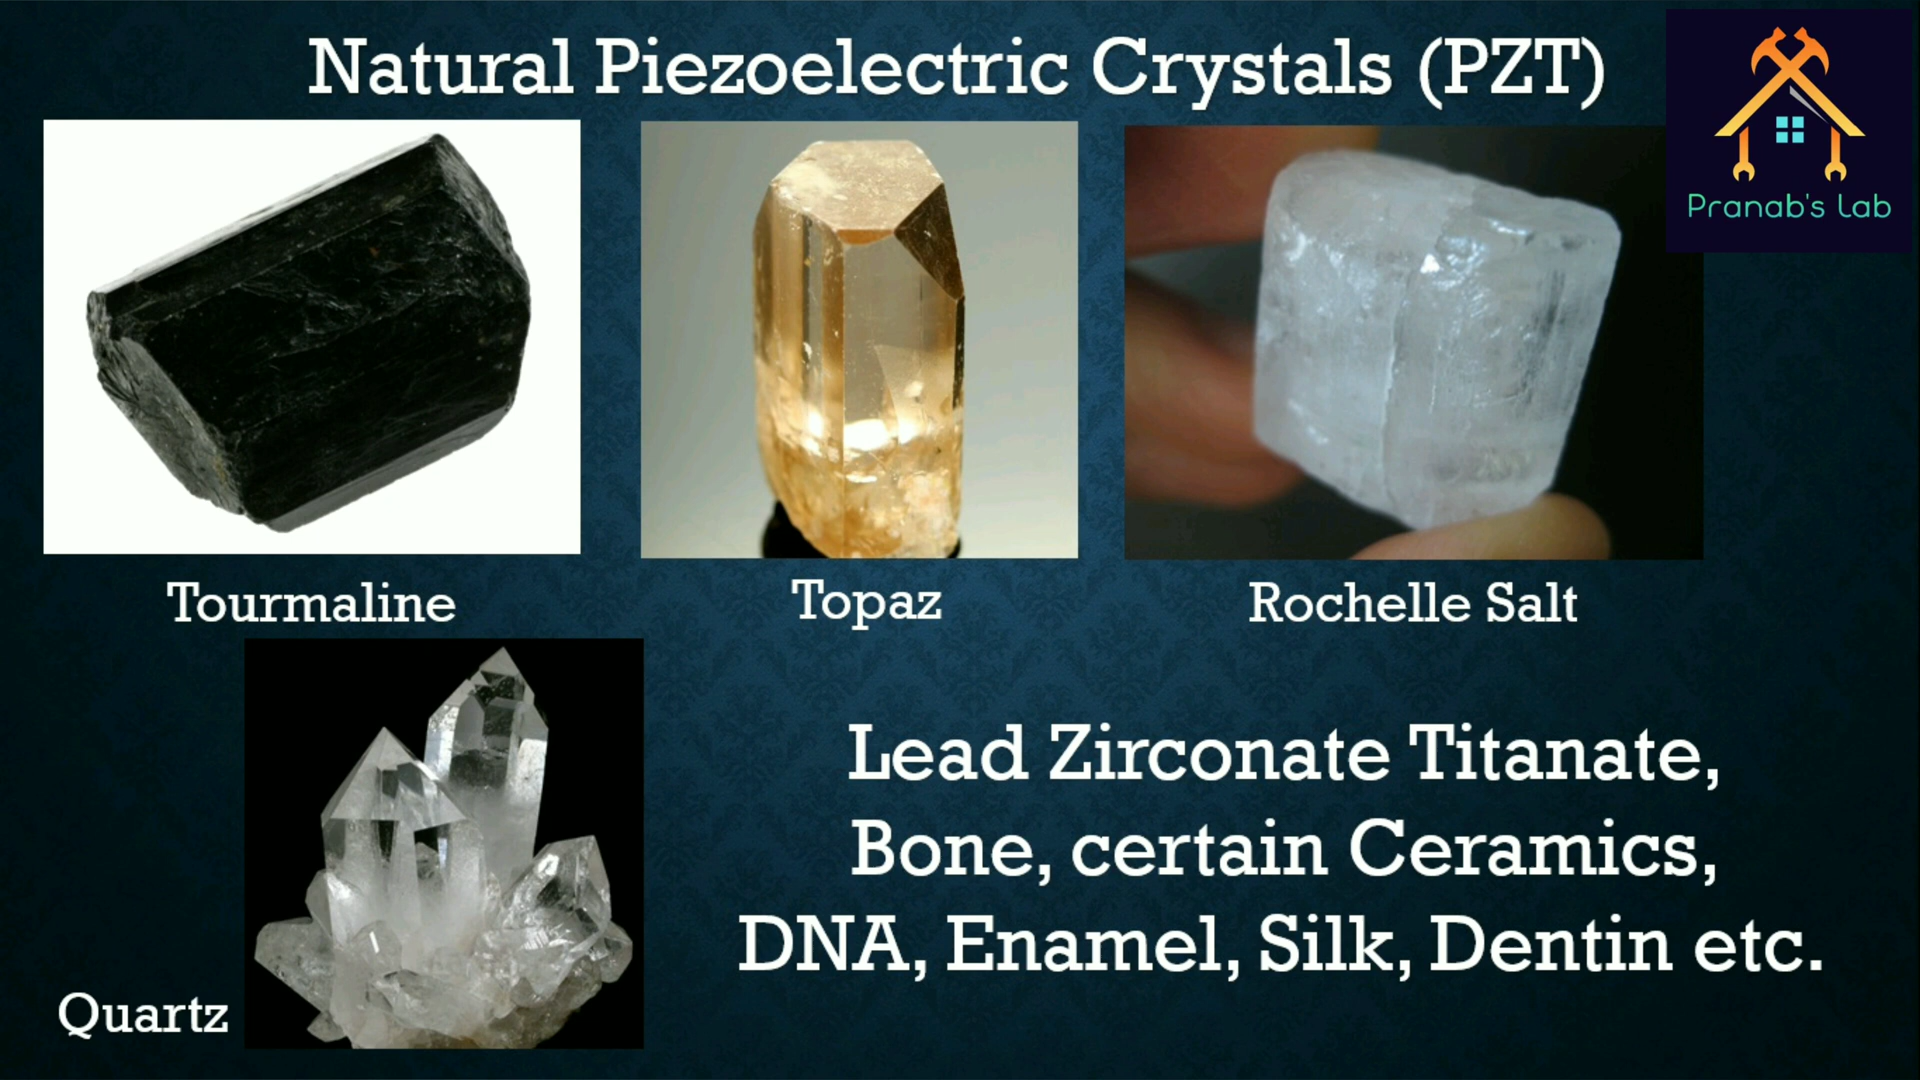 Natural Piezoelectric Crystals (PZT)
Pranab's Lab
Tourmaline
Topaz
Rochelle Salt
Quartz
Lead Zirconate Titanate,
Bone, certain Ceramics,
DNA, Enamel, Silk, Dentin etc.